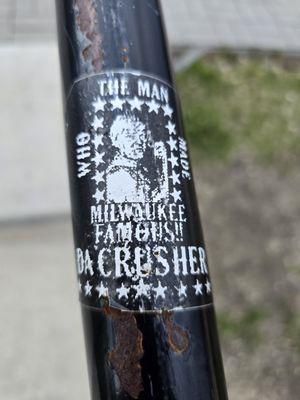 THE MAN
WHO
MADE
MILWAUKEE
FAMOUS!!
DA CRUSHER